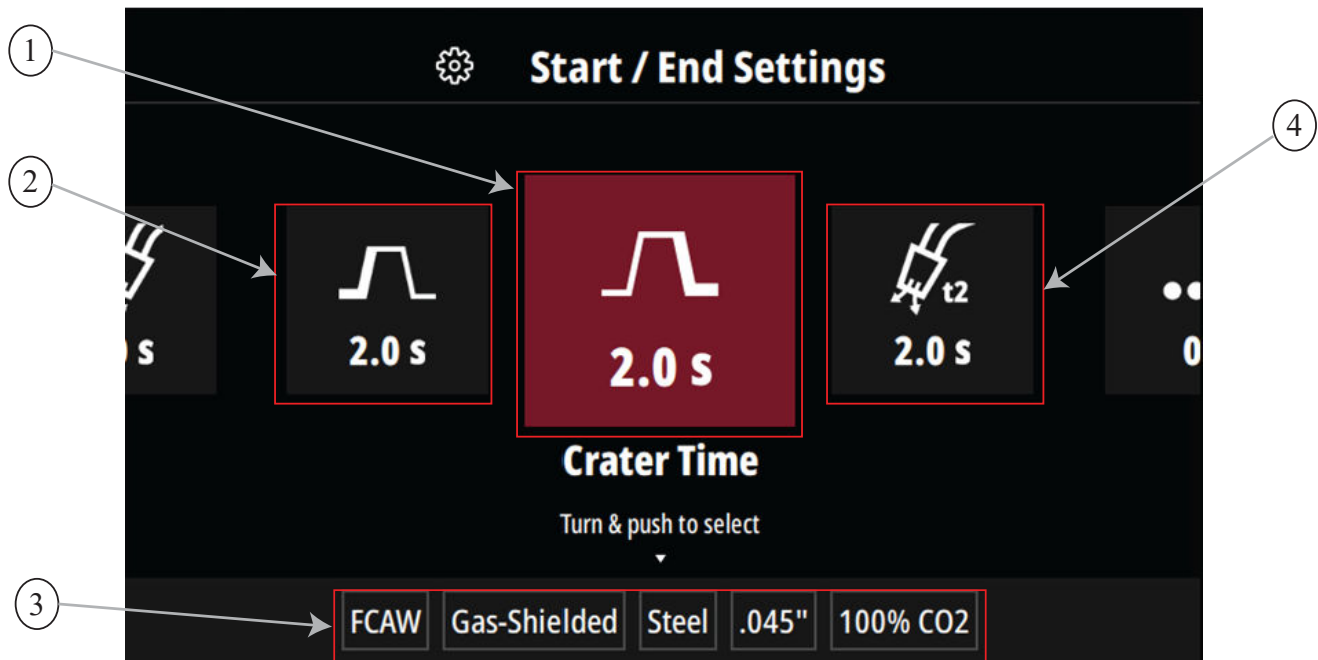 1
Start / End Settings
4
2
t2
s
2.0 s
2.0 s
2.0 s
0
Crater Time
Turn & push to select
3
FCAW Gas-Shielded Steel .045" 100% CO2